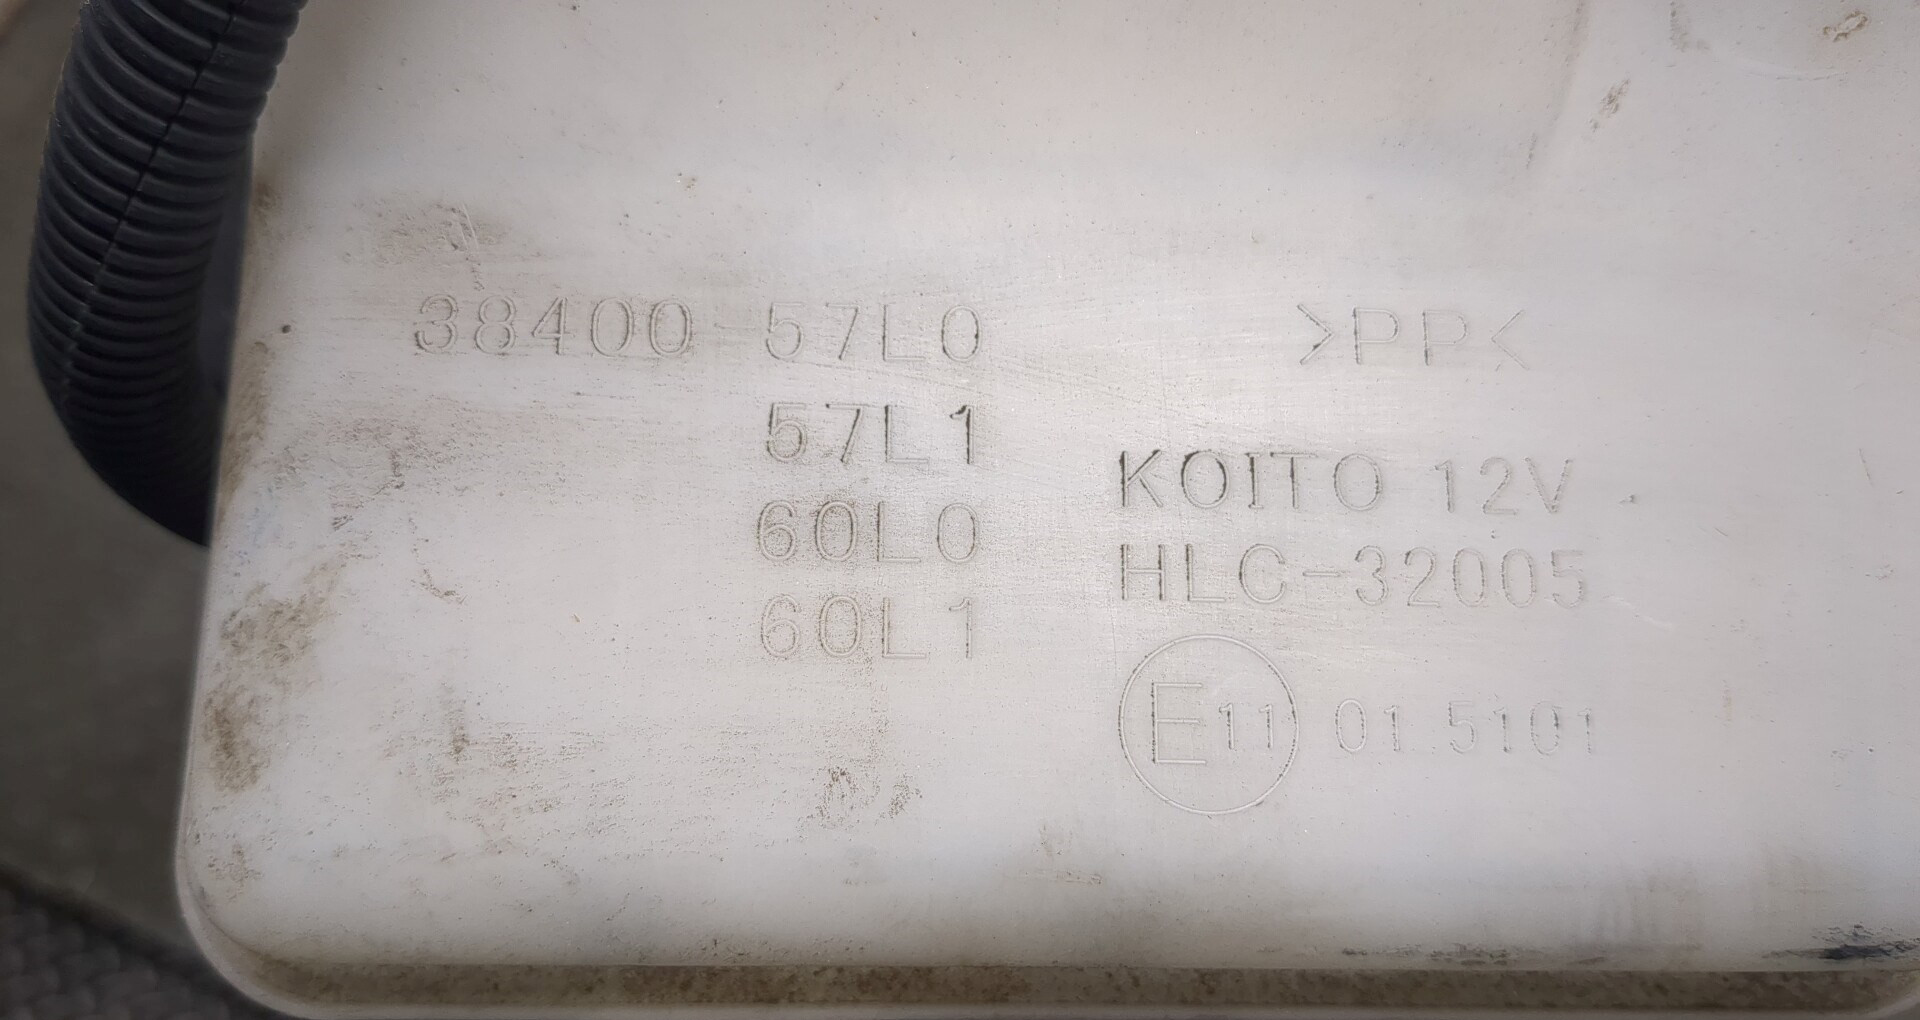 38400-57L0
57L1
60L0
60L1
>PP<
KOITO 12V
HLC-32005
E11 01 5101